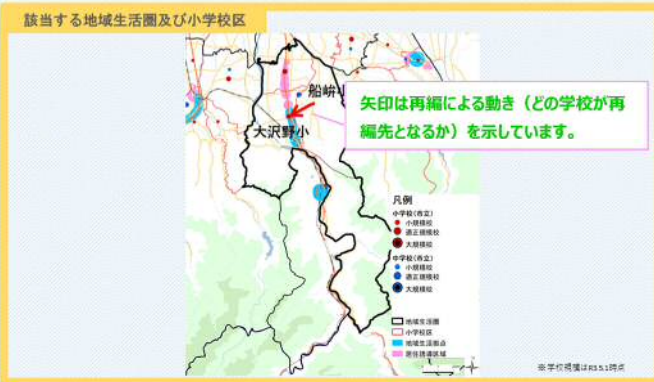 該当する地域生活圏及び小学校区
船峅小
矢印は再編による動き（どの学校が再
編先となるか）を示しています。
大沢野小
凡例
小学校(市立)
小規模校
適正規模校
大規模校
中学校(市立)
小規模校
適正規模校
大規模校
地域生活圏
小学校区
地域生活拠点
居住誘導区域
※学校規模はR5.5.1時点